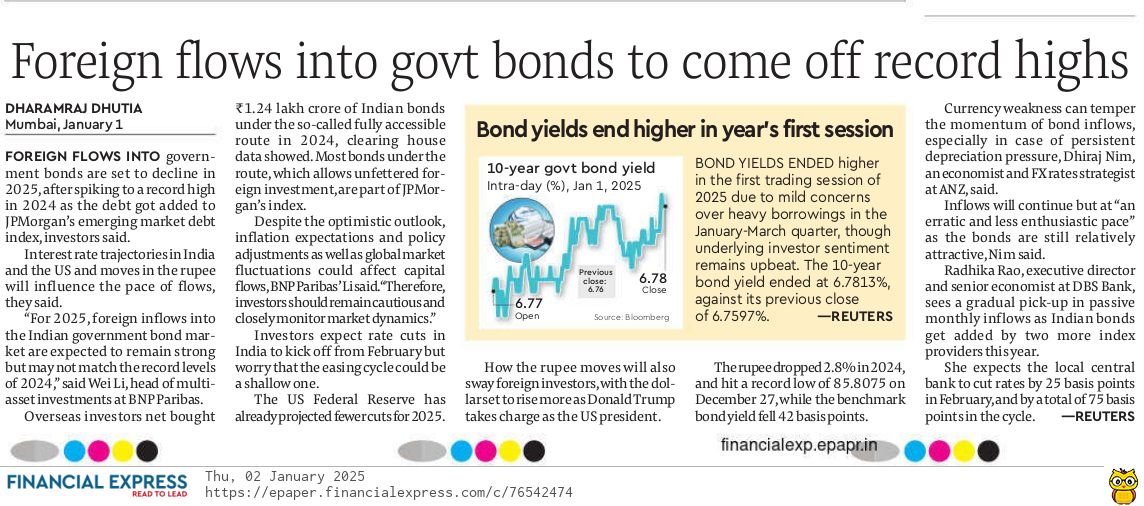 Foreign flows into govt bonds to come off record highs
DHARAMRAJ DHUTIA
Mumbai, January 1
FOREIGN FLOWS INTO govern-
ment bonds are set to decline in
2025, after spiking to a record high
in 2024 as the debt got added to
JPMorgan's emerging market debt
index, investors said.
Interest rate trajectories in India
and the US and moves in the rupee
will influence the pace of flows,
they said.
"For 2025, foreign inflows into
the Indian government bond mar-
ket are expected to remain strong
but may not match the record levels
of 2024," said Wei Li, head of multi-
asset investments at BNP Paribas.
Overseas investors net bought
₹1.24 lakh crore of Indian bonds
under the so-called fully accessible
route in 2024, clearing house
data showed. Most bonds under the
route, which allows unfettered for-
eign investment, are part of JPMor-
gan's index.
Despite the optimistic outlook,
inflation expectations and policy
adjustments as well as global market
fluctuations could affect capital
flows, BNP Paribas' Li said. "Therefore,
investors should remain cautious and
closely monitor market dynamics."
Investors expect rate cuts in
India to kick off from February but
worry that the easing cycle could be
a shallow one.
The US Federal Reserve has
already projected fewer cuts for 2025.
Bond yields end higher in year's first session
10-year govt bond yield
Intra-day (%), Jan 1, 2025
6.77
Open
Previous
close:
6.76
6.78
Close
Source: Bloomberg
BOND YIELDS ENDED higher
in the first trading session of
2025 due to mild concerns
over heavy borrowings in the
January-March quarter, though
underlying investor sentiment
remains upbeat. The 10-year
bond yield ended at 6.7813%,
against its previous close
of 6.7597%. —REUTERS
How the rupee moves will also
sway foreign investors, with the dol-
lar set to rise more as Donald Trump
takes charge as the US president.
The rupee dropped 2.8% in 2024,
and hit a record low of 85.8075 on
December 27, while the benchmark
bond yield fell 42 basis points.
Currency weakness can temper
the momentum of bond inflows,
especially in case of persistent
depreciation pressure, Dhiraj Nim,
an economist and FX rates strategist
at ANZ, said.
Inflows will continue but at "an
erratic and less enthusiastic pace"
as the bonds are still relatively
attractive, Nim said.
Radhika Rao, executive director
and senior economist at DBS Bank,
sees a gradual pick-up in passive
monthly inflows as Indian bonds
get added by two more index
providers this year.
She expects the local central
bank to cut rates by 25 basis points
in February, and by a total of 75 basis
points in the cycle. —REUTERS
financialexp.epapr.in
FINANCIAL EXPRESS
READ TO LEAD
Thu, 02 January 2025
https://epaper.financialexpress.com/c/76542474